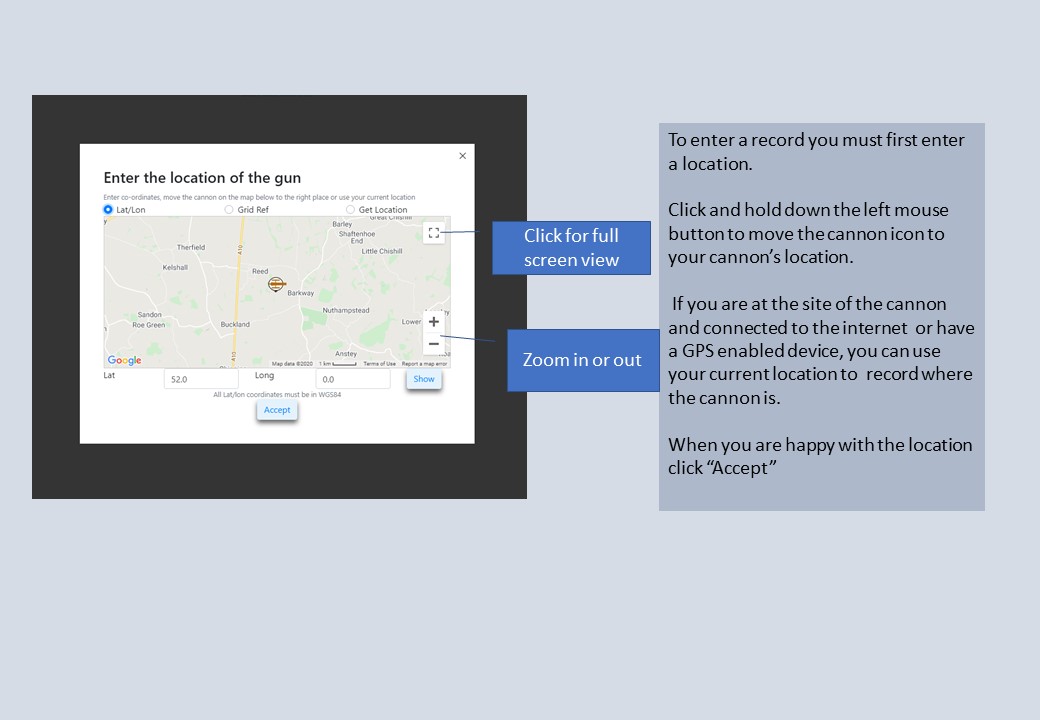 Enter the location of the gun
Enter co-ordinates, move the cannon on the map below to the right place or use your current location
Lat/Lon
Grid Ref
Get Location
Great Chishill
Barley
Shaftenhoe
End
Little Chishill
Therfield
A10
Kelshall
Reed
Barkway
Nuthampstead
Sandon
Roe Green
Buckland
Lower
A10
Anstey
Google
Map data ©2020
1 km
Terms of Use
Report a map error
Lat
52.0
Long
0.0
Show
All Lat/lon coordinates must be in WGS84
Accept
Click for full
screen view
Zoom in or out
To enter a record you must first enter
a location.
Click and hold down the left mouse
button to move the cannon icon to
your cannon’s location.
If you are at the site of the cannon
and connected to the internet or have
a GPS enabled device, you can use
your current location to record where
the cannon is.
When you are happy with the location
click “Accept”